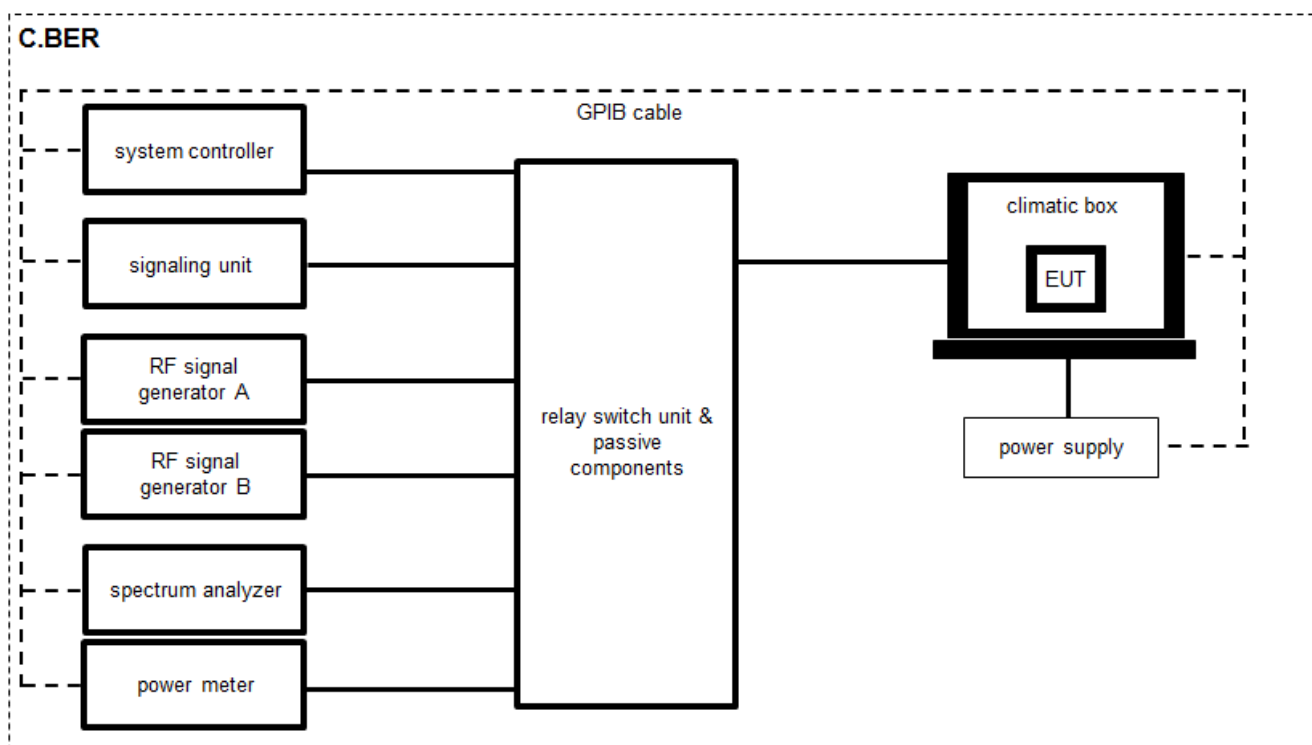 C.BER
GPIB cable
system controller
signaling unit
RF signal
generator A
RF signal
generator B
spectrum analyzer
power meter
relay switch unit &
passive
components
climatic box
EUT
power supply